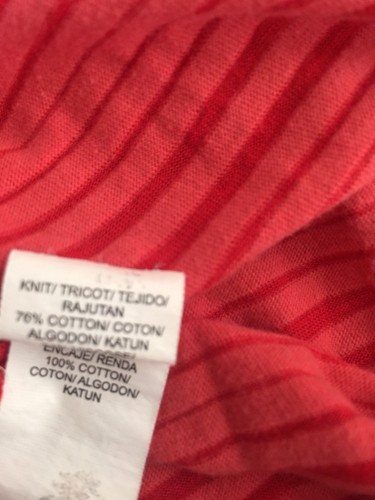 KNIT/ TRICOT/ TEJIDO/
RAJUTAN
76% COTTON/ COTON/
ALGODON/ KATUN
ENCAJE/ RENDA
100% COTTON/
COTON/ ALGODON/
KATUN